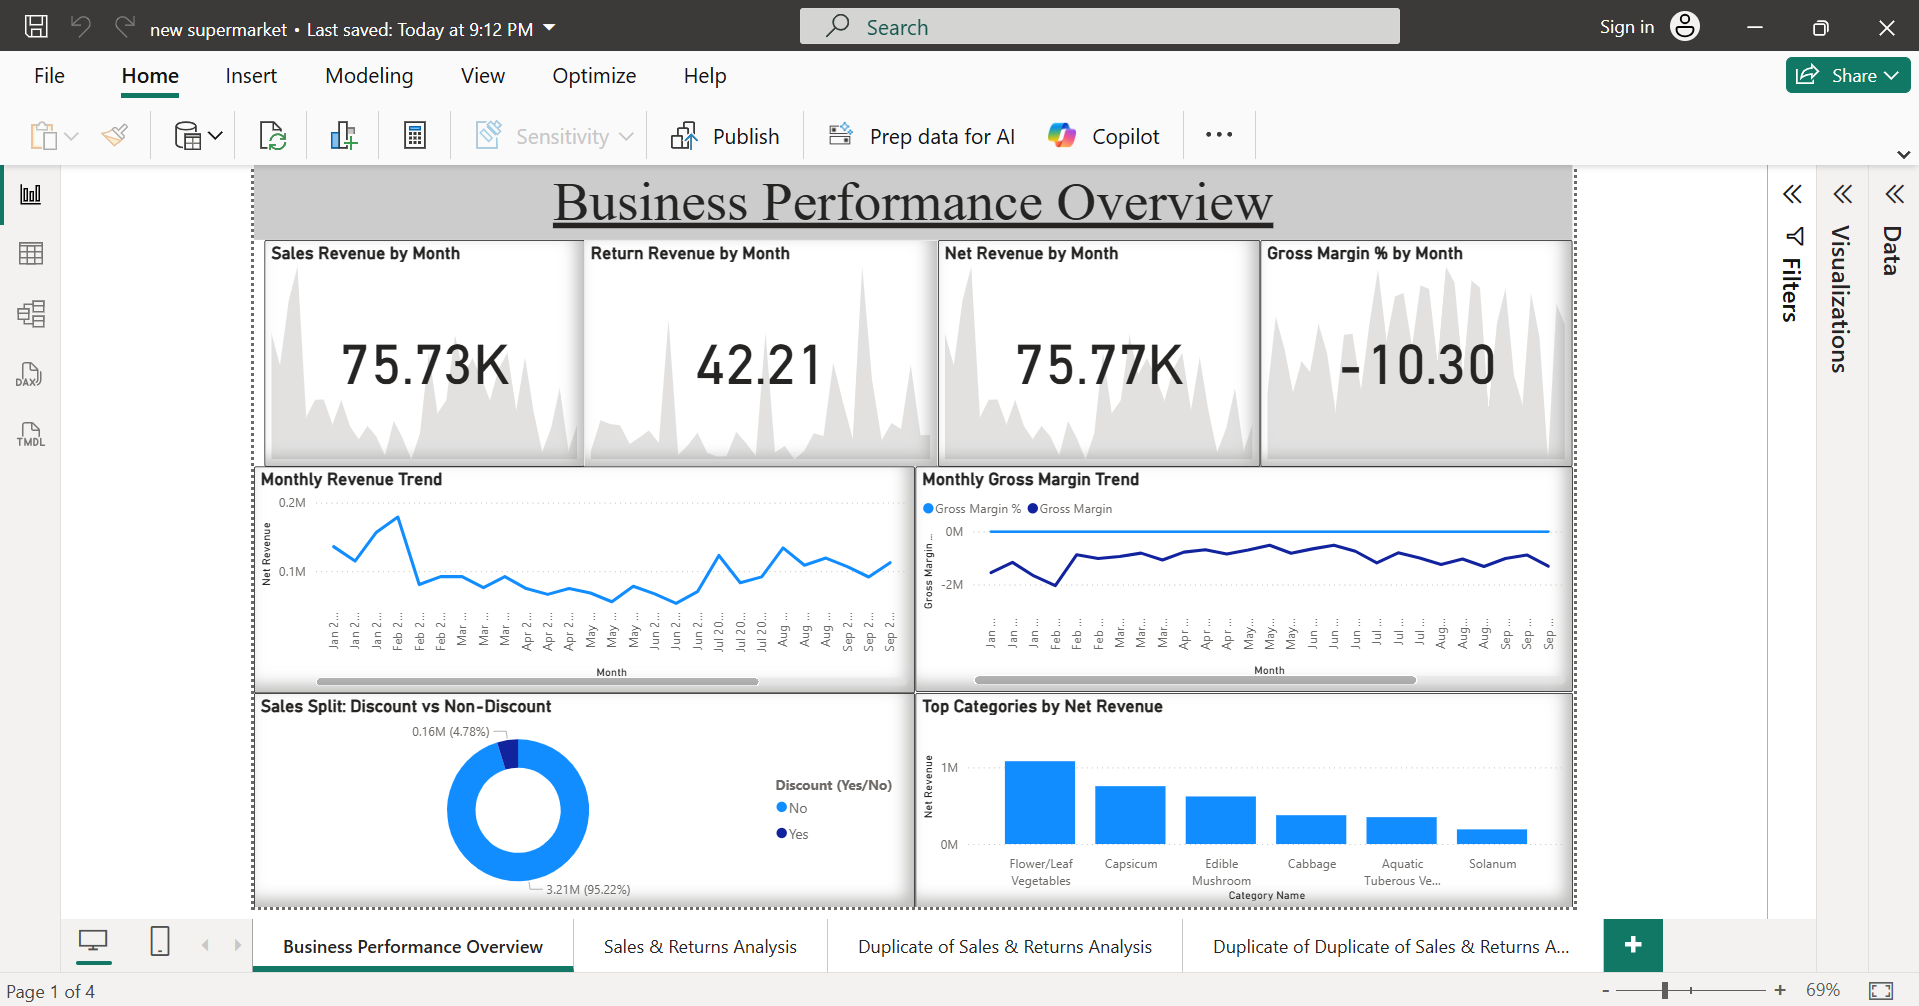 new supermarket • Last saved: Today at 9:12 PM
Search
Sign in
File Home Insert Modeling View Optimize Help
Share
Sensitivity
Publish
Prep data for AI
Copilot
DAX
TMDL
Business Performance Overview
Sales Revenue by Month
75.73K
Return Revenue by Month
42.21
Net Revenue by Month
75.77K
Gross Margin % by Month
-10.30
Filters
Visualizations
Data
Monthly Revenue Trend
0.2M
0.1M
Net Revenue
Jan 2... Jan 2... Jan 2... Feb 2... Feb 2... Feb 2... Mar ... Mar ... Mar ... Apr 2... Apr 2... Apr 2... May ... May ... May ... Jun 2... Jun 2... Jun 2... Jul 20... Jul 20... Jul 20... Aug ... Aug ... Aug ... Sep 2... Sep 2... Sep 2...
Month
Monthly Gross Margin Trend
Gross Margin % Gross Margin
0M
-2M
Gross Margin ...
Jan ... Jan ... Jan ... Feb ... Feb ... Feb ... Mar... Mar... Mar... Apr ... Apr ... Apr ... May... May... May... Jun ... Jun ... Jun ... Jul ... Jul ... Jul ... Aug... Aug... Aug... Sep ... Sep ... Sep ...
Month
Sales Split: Discount vs Non-Discount
0.16M (4.78%)
3.21M (95.22%)
Discount (Yes/No)
No
Yes
Top Categories by Net Revenue
Net Revenue
1M
0M
Flower/Leaf Vegetables
Capsicum
Edible Mushroom
Cabbage
Aquatic Tuberous Ve...
Solanum
Category Name
Business Performance Overview
Sales & Returns Analysis
Duplicate of Sales & Returns Analysis
Duplicate of Duplicate of Sales & Returns A...
Page 1 of 4
69%